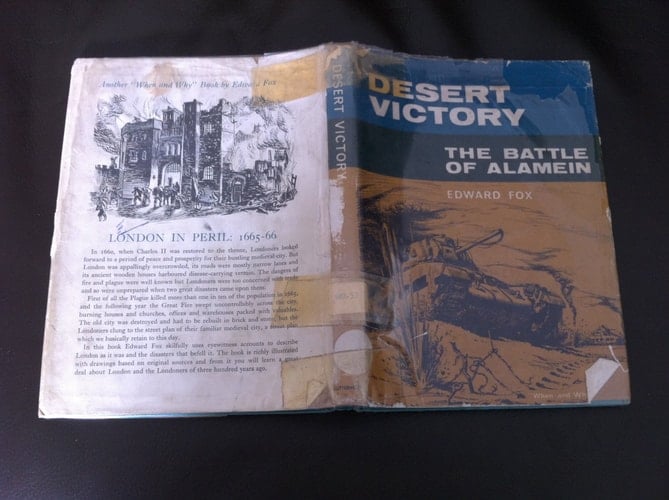 Another "When and Why" Book by Edward Fox
LONDON IN PERIL: 1665-66
In 1660, when Charles II was restored to the throne, Londoners looked
forward to a period of peace and prosperity for their bustling medieval city. But
London was appallingly overcrowded, its roads were mostly narrow lanes and
its ancient wooden houses harboured disease-carrying vermin. The dangers of
fire and plague were well known but Londoners were too concerned with trade
and so were unprepared when two great disasters came upon them.
First of all the Plague killed more than one in ten of the population in 1665,
and the following year the Great Fire swept uncontrollably across the city,
burning houses and churches, offices and warehouses packed with valuables.
The old city was destroyed and had to be rebuilt in brick and stone, but the
Londoners clung to the street plan of their familiar medieval city, a street plan
which we basically retain to this day.
In this book Edward Fox skilfully uses eyewitness accounts to describe
London as it was and the disasters that befell it. The book is richly illustrated
with drawings based on original sources and from it you will learn a great
deal about London and the Londoners of three hundred years ago.
DESERT VICTORY
DESERT
VICTORY
THE BATTLE
OF ALAMEIN
EDWARD FOX
When and Wh